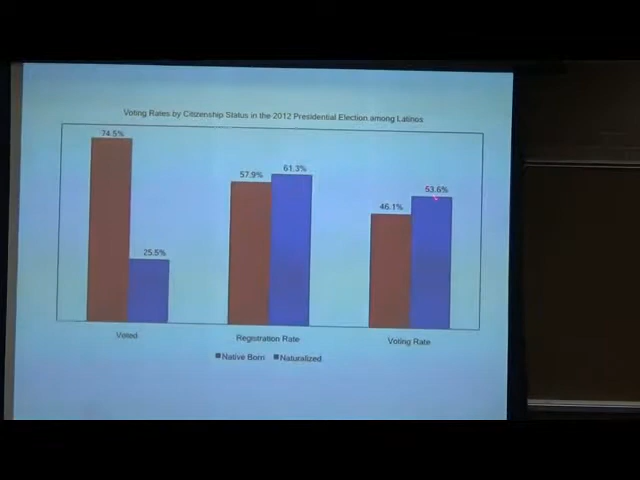 Voting Rates by Citizenship Status in the 2012 Presidential Election among Latinos
74.5%
25.5%
57.9%
61.3%
46.1%
53.6%
Voted
Registration Rate
Voting Rate
Native Born
Naturalized